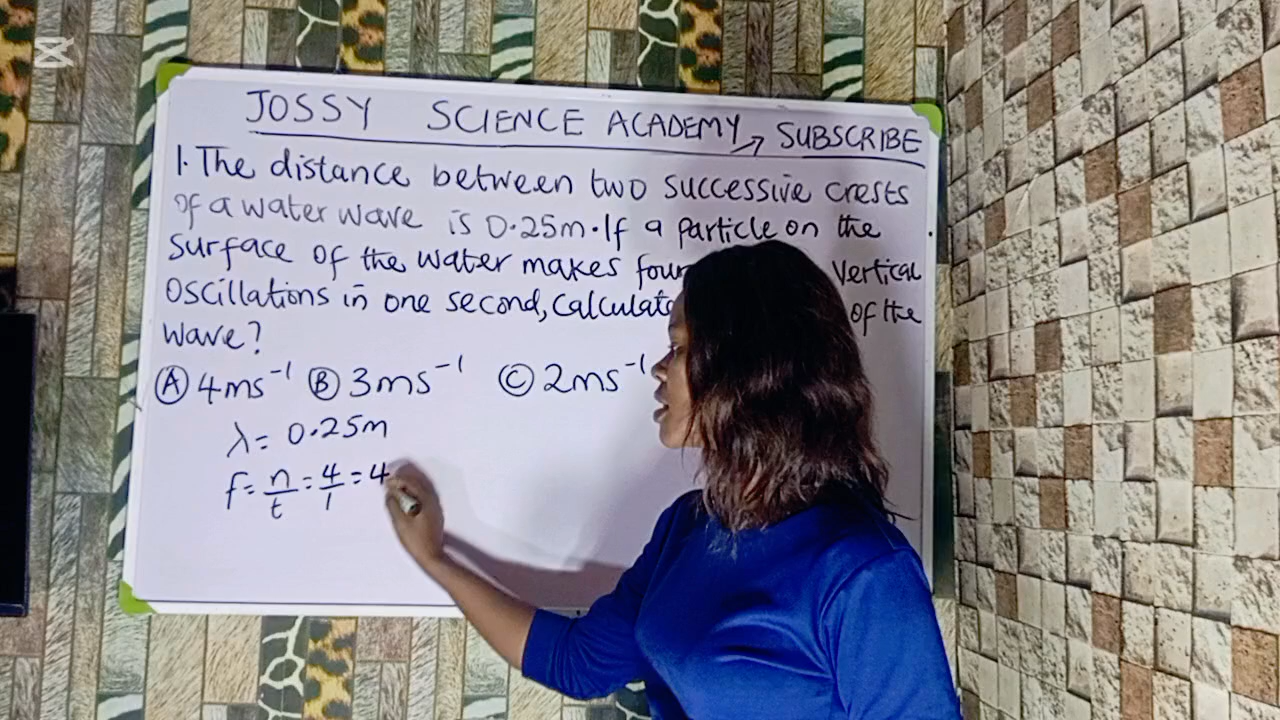 JOSSY SCIENCE ACADEMY → SUBSCRIBE
1. The distance between two successive crests
of a water wave is 0.25m. If a particle on the
surface of the water makes four vertical
Oscillations in one second, calculate of the
wave?
Ⓐ 4ms⁻¹ Ⓑ 3ms⁻¹ Ⓒ 2ms⁻¹
λ = 0.25m
f = n/t = 4/1 = 4